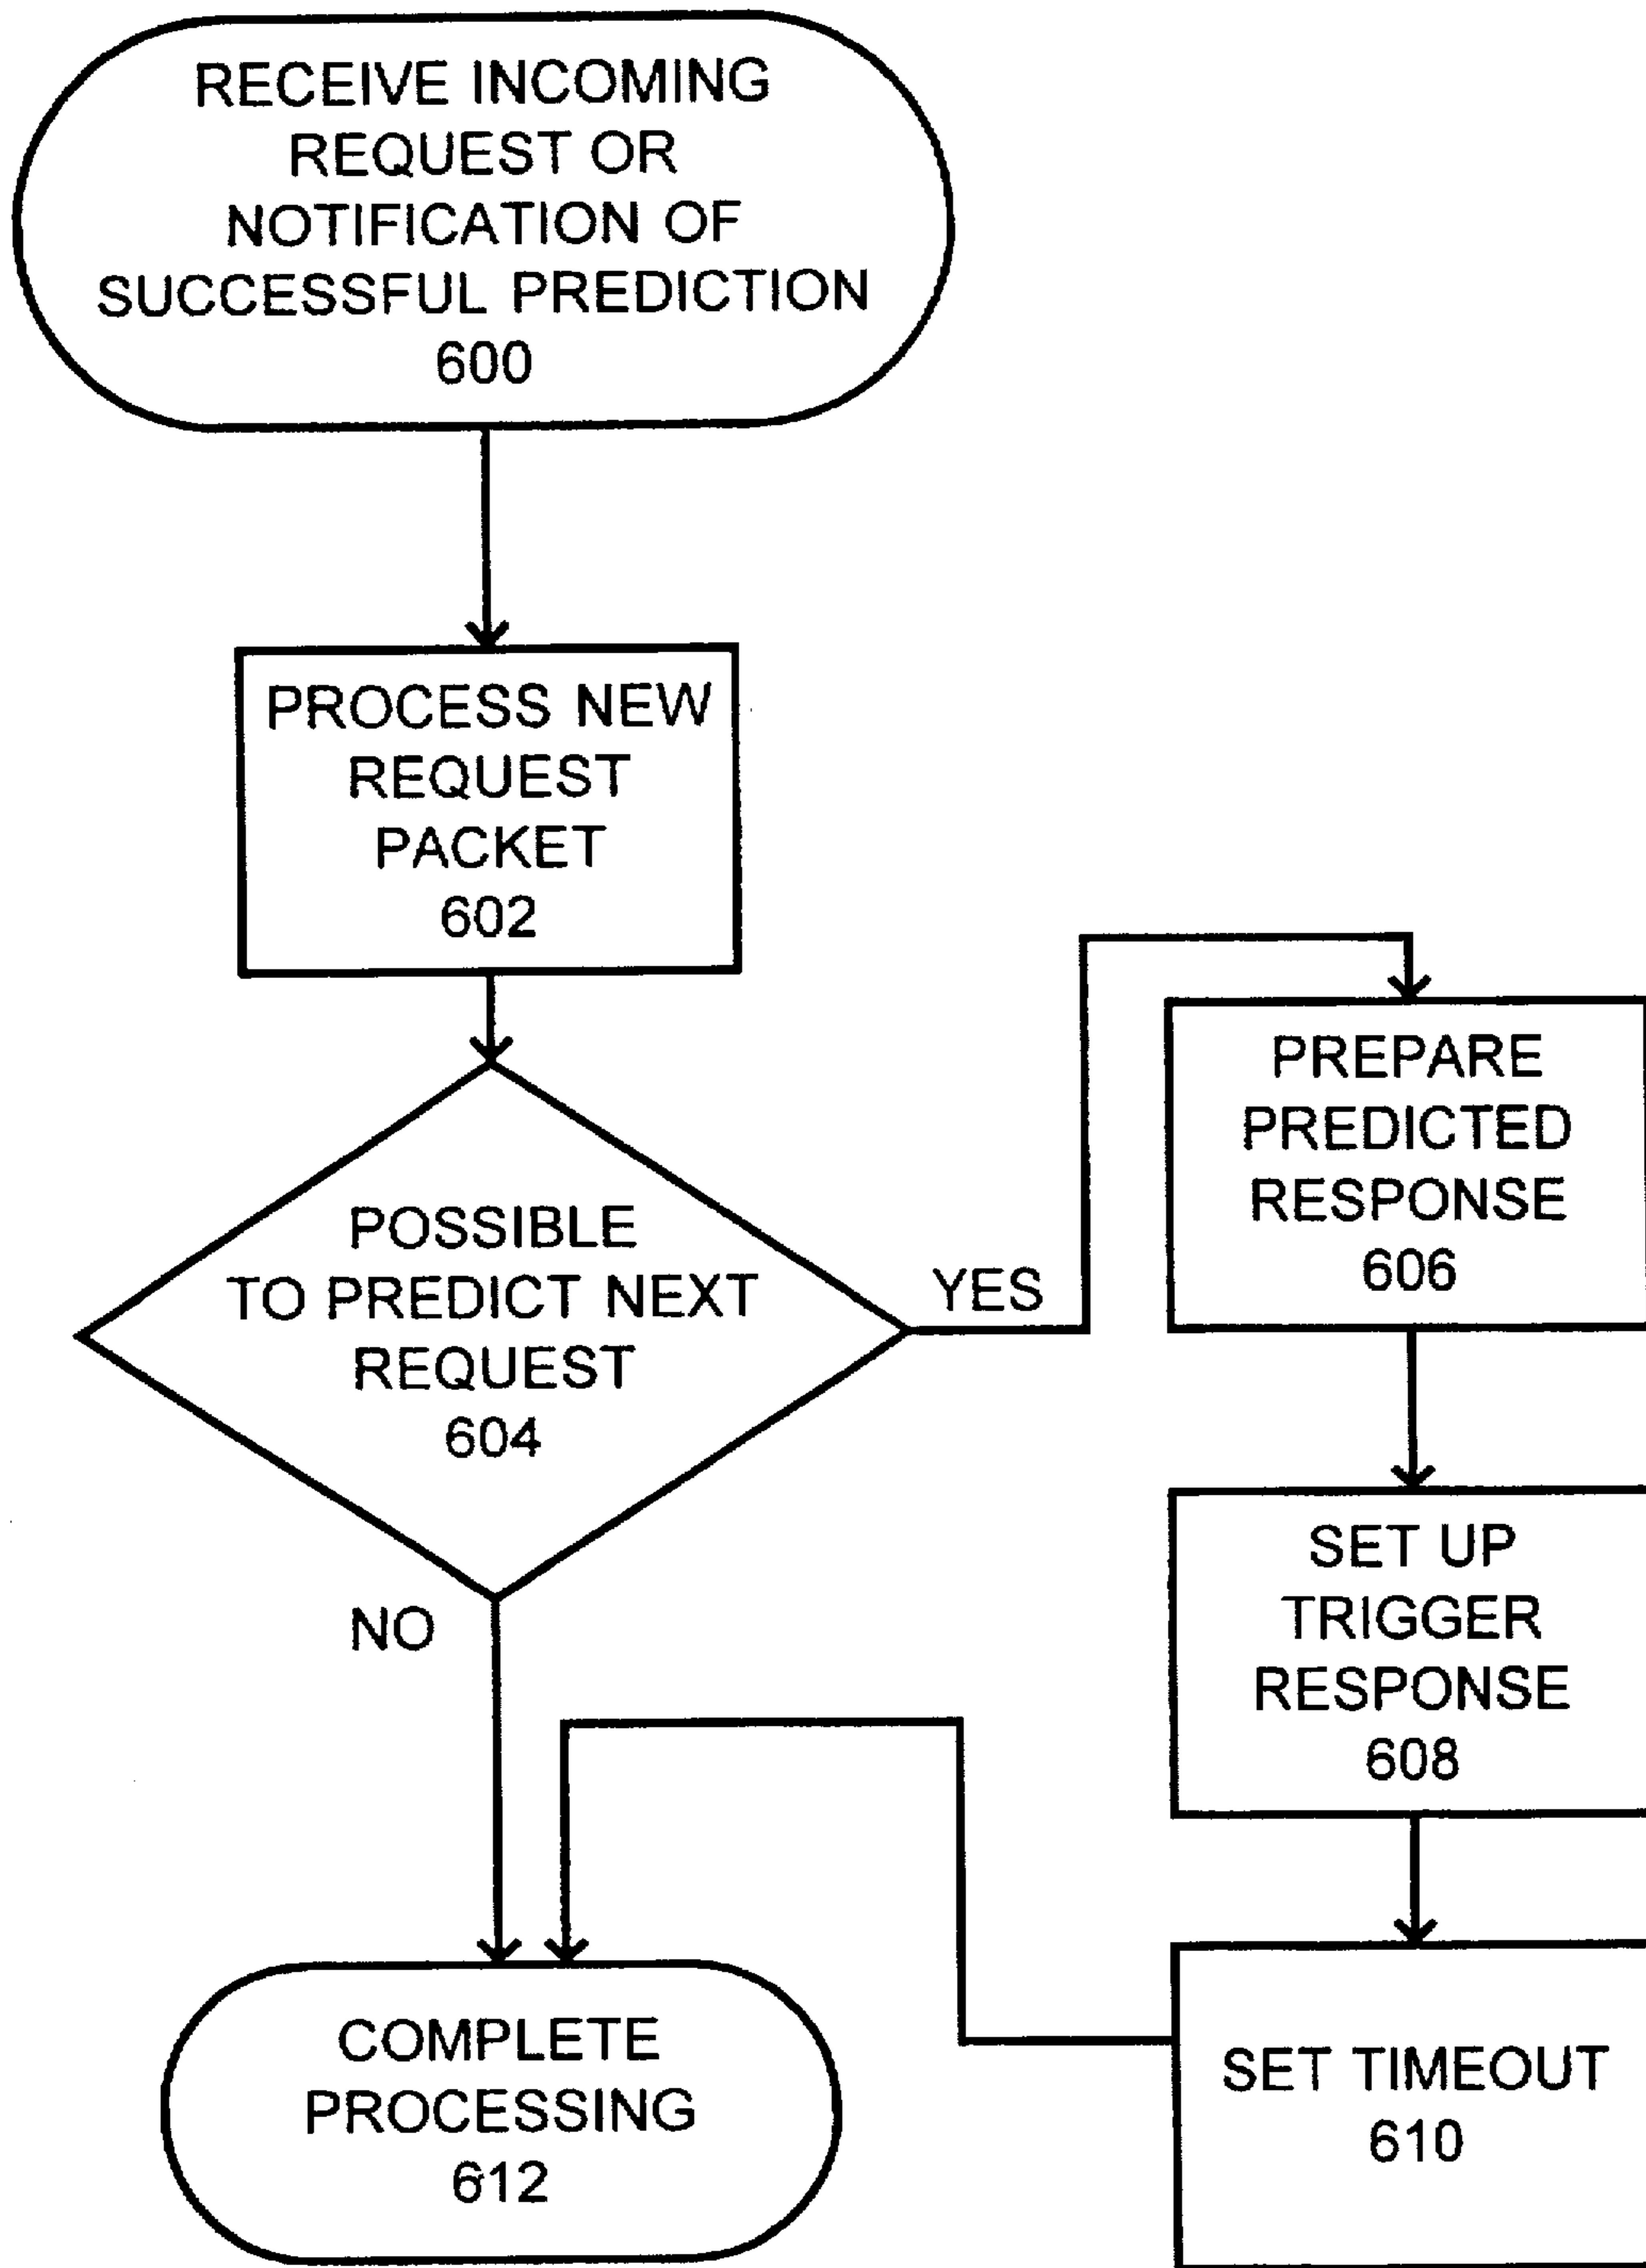 RECEIVE INCOMING
REQUEST OR
NOTIFICATION OF
SUCCESSFUL PREDICTION
600
PROCESS NEW
REQUEST
PACKET
602
POSSIBLE
TO PREDICT NEXT
REQUEST
604
YES
NO
PREPARE
PREDICTED
RESPONSE
606
SET UP
TRIGGER
RESPONSE
608
SET TIMEOUT
610
COMPLETE
PROCESSING
612